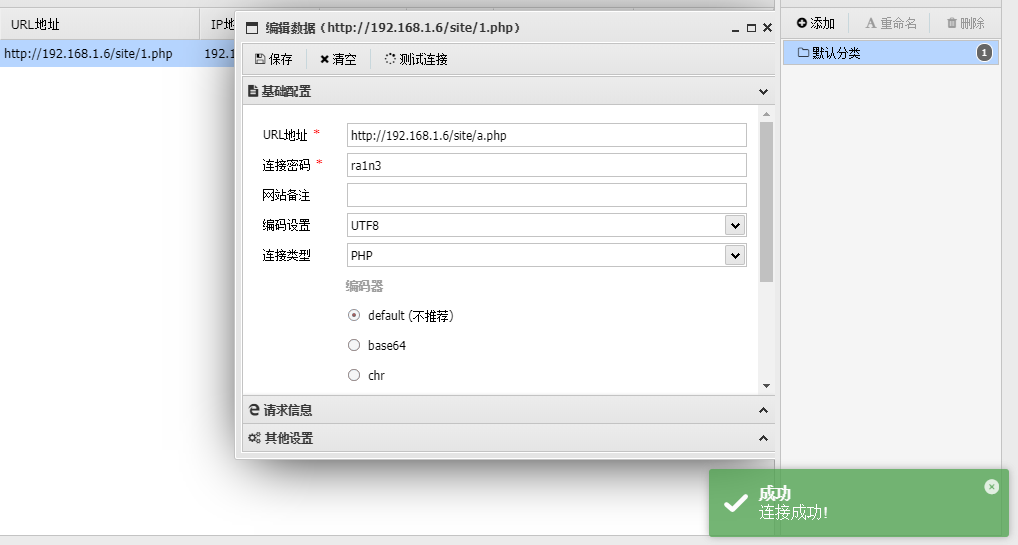 URL地址
IP地
http://192.168.1.6/site/1.php
192.1
编辑数据 (http://192.168.1.6/site/1.php)
保存
清空
测试连接
基础配置
URL地址 *
http://192.168.1.6/site/a.php
连接密码 *
ra1n3
网站备注
编码设置
UTF8
连接类型
PHP
编码器
default (不推荐)
base64
chr
请求信息
其他设置
添加
重命名
删除
默认分类
1
成功
连接成功!